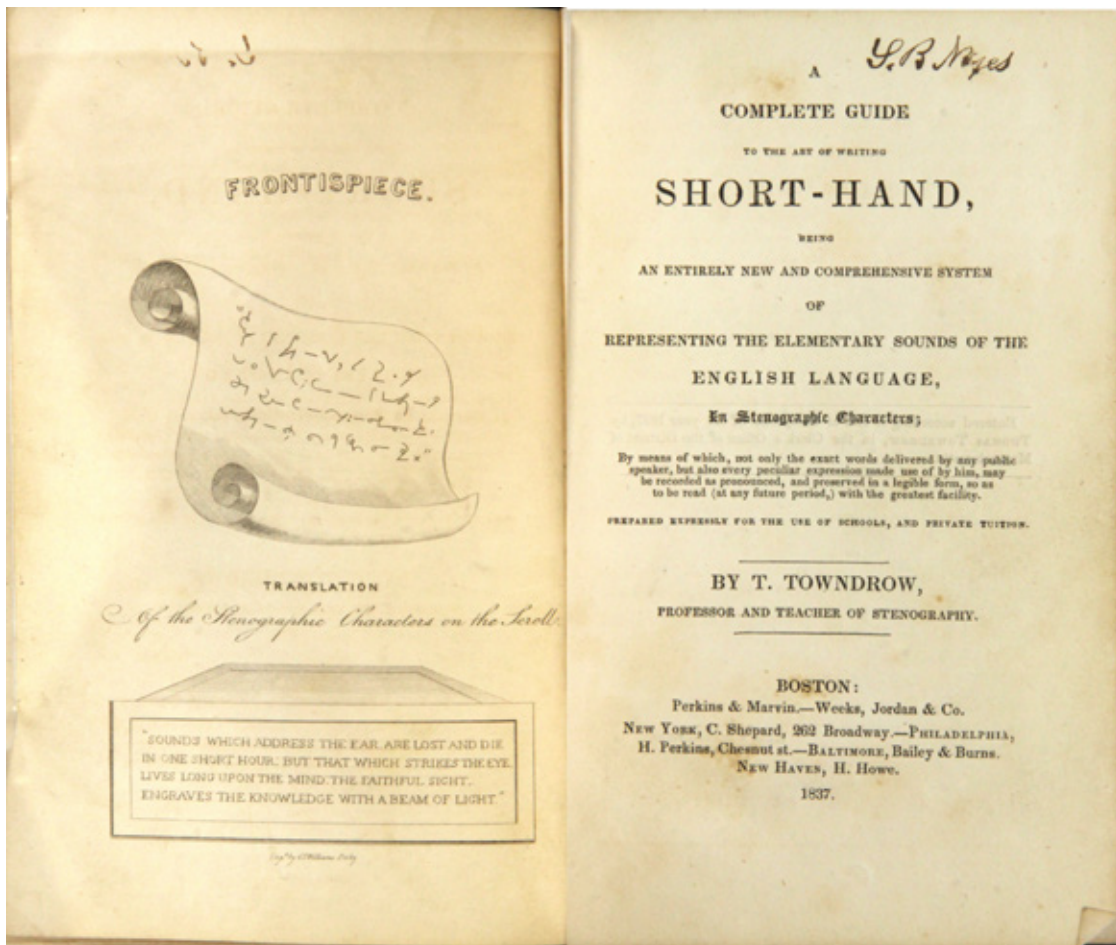 FRONTISPIECE.
TRANSLATION
Of the Stenographic Characters on the Scroll.
"SOUNDS WHICH ADDRESS THE EAR ARE LOST AND DIE
IN ONE SHORT HOUR; BUT THAT WHICH STRIKES THE EYE
LIVES LONG UPON THE MIND: THE FAITHFUL SIGHT,
ENGRAVES THE KNOWLEDGE WITH A BEAM OF LIGHT."
S. B. Noyes
A
COMPLETE GUIDE
TO THE ART OF WRITING
SHORT-HAND,
BEING
AN ENTIRELY NEW AND COMPREHENSIVE SYSTEM
OF
REPRESENTING THE ELEMENTARY SOUNDS OF THE
ENGLISH LANGUAGE,
In Stenographic Characters;
By means of which, not only the exact words delivered by any public
speaker, but also every peculiar expression made use of by him, may
be recorded as pronounced, and preserved in a legible form, so as
to be read (at any future period,) with the greatest facility.
PREPARED EXPRESSLY FOR THE USE OF SCHOOLS, AND PRIVATE TUITION.
BY T. TOWNDROW,
PROFESSOR AND TEACHER OF STENOGRAPHY.
BOSTON:
Perkins & Marvin.—Weeks, Jordan & Co.
NEW YORK, C. Shepard, 262 Broadway.—PHILADELPHIA,
H. Perkins, Chesnut st.—BALTIMORE, Bailey & Burns.
NEW HAVEN, H. Howe.
1837.